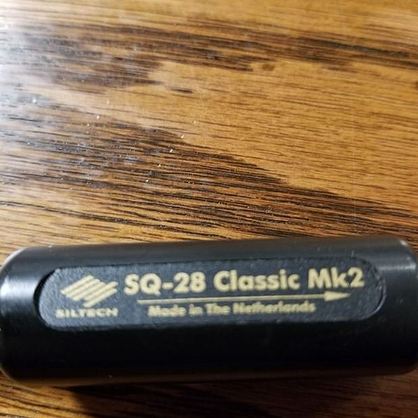 SQ-28 Classic Mk2
SILTECH
Made in The Netherlands